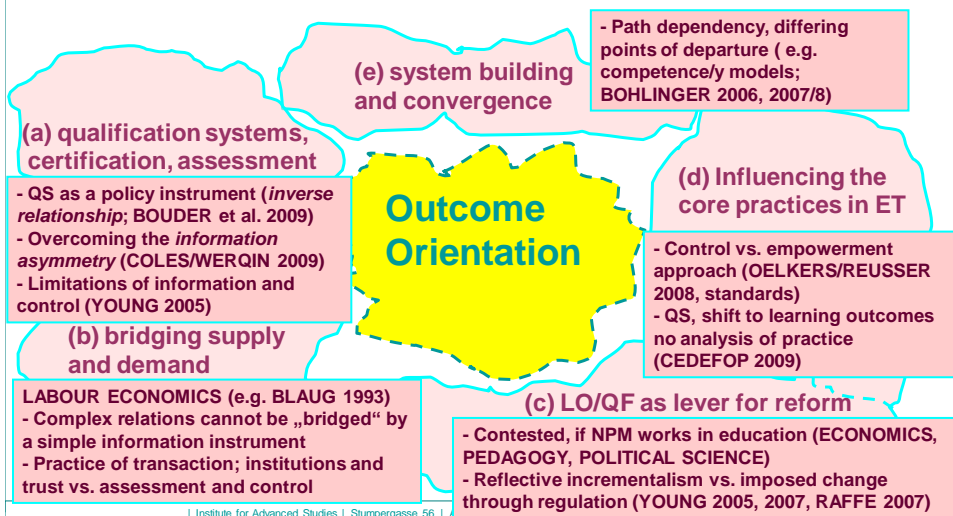 - Path dependency, differing
points of departure ( e.g.
competence/y models;
BOHLINGER 2006, 2007/8)
(e) system building
and convergence
(a) qualification systems,
certification, assessment
- QS as a policy instrument (inverse
relationship; BOUDER et al. 2009)
- Overcoming the information
asymmetry (COLES/WERQIN 2009)
- Limitations of information and
control (YOUNG 2005)
Outcome
Orientation
(d) Influencing the
core practices in ET
- Control vs. empowerment
approach (OELKERS/REUSSER
2008, standards)
- QS, shift to learning outcomes
no analysis of practice
(CEDEFOP 2009)
(b) bridging supply
and demand
LABOUR ECONOMICS (e.g. BLAUG 1993)
- Complex relations cannot be „bridged“ by
a simple information instrument
- Practice of transaction; institutions and
trust vs. assessment and control
(c) LO/QF as lever for reform
- Contested, if NPM works in education (ECONOMICS,
PEDAGOGY, POLITICAL SCIENCE)
- Reflective incrementalism vs. imposed change
through regulation (YOUNG 2005, 2007, RAFFE 2007)
| Institute for Advanced Studies | Stumpergasse 56 |